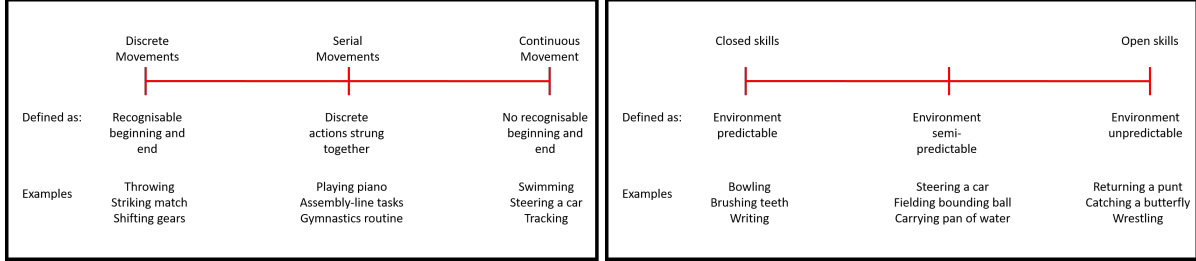 Discrete
Movements
Serial
Movements
Continuous
Movement
Defined as:
Recognisable
beginning and
end
Discrete
actions strung
together
No recognisable
beginning and
end
Examples
Throwing
Striking match
Shifting gears
Playing piano
Assembly-line tasks
Gymnastics routine
Swimming
Steering a car
Tracking
Closed skills
Open skills
Defined as:
Environment
predictable
Environment
semi-
predictable
Environment
unpredictable
Examples
Bowling
Brushing teeth
Writing
Steering a car
Fielding bounding ball
Carrying pan of water
Returning a punt
Catching a butterfly
Wrestling